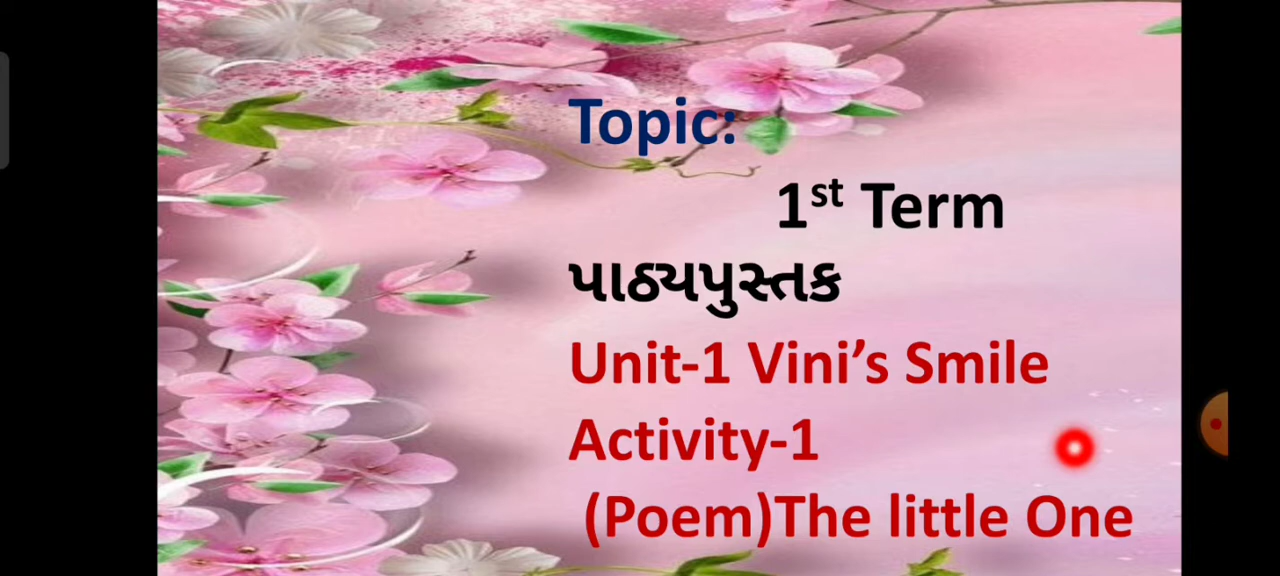 Topic:
1st Term
પાઠ્યપુસ્તક
Unit-1 Vini’s Smile
Activity-1
(Poem)The little One